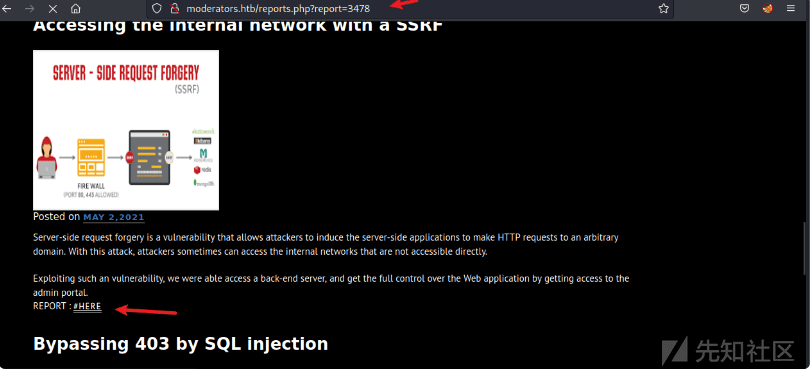 moderators.htb/reports.php?report=3478
Accessing the internal network with a SSRF
SERVER - SIDE REQUEST FORGERY
(SSRF)
FIRE WALL
(PORT 80, 445 ALLOWED)
redis
mongoDB
Posted on MAY 2,2021
Server-side request forgery is a vulnerability that allows attackers to induce the server-side applications to make HTTP requests to an arbitrary
domain. With this attack, attackers sometimes can access the internal networks that are not accessible directly.
Exploiting such an vulnerability, we were able access a back-end server, and get the full control over the Web application by getting access to the
admin portal.
REPORT : #HERE
Bypassing 403 by SQL injection
先知社区